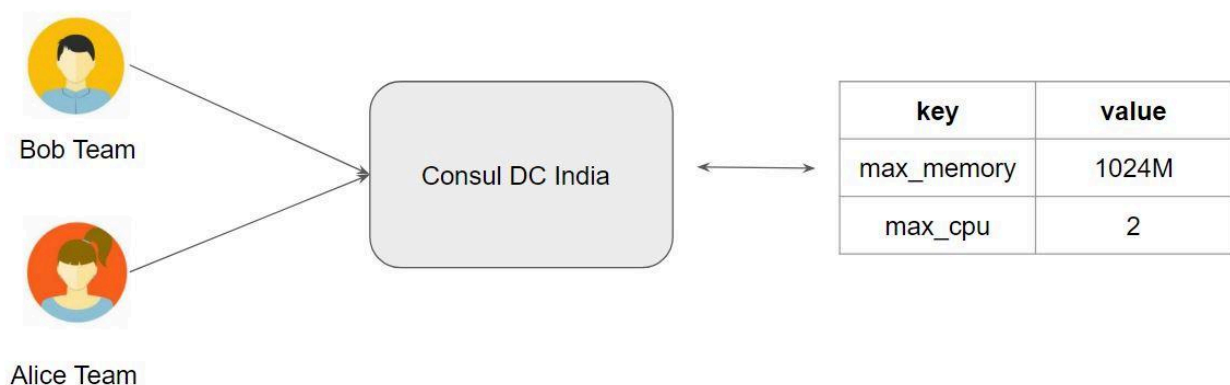 Bob Team
Alice Team
Consul DC India
key value
max_memory 1024M
max_cpu 2